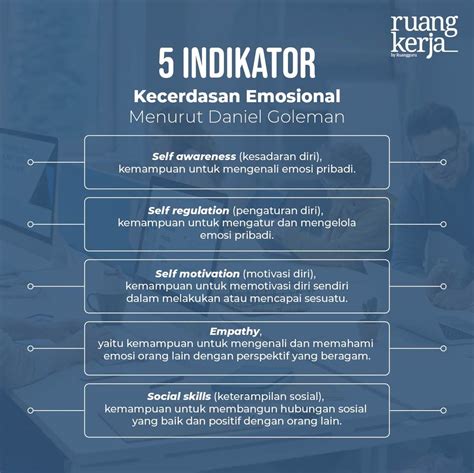 ruang
kerja_
by Ruangguru
5 INDIKATOR
Kecerdasan Emosional
Menurut Daniel Goleman
Self awareness (kesadaran diri),
kemampuan untuk mengenali emosi pribadi.
Self regulation (pengaturan diri),
kemampuan untuk mengatur dan mengelola
emosi pribadi.
Self motivation (motivasi diri),
kemampuan untuk memotivasi diri sendiri
dalam melakukan atau mencapai sesuatu.
Empathy,
yaitu kemampuan untuk mengenali dan memahami
emosi orang lain dengan perspektif yang beragam.
Social skills (keterampilan sosial),
kemampuan untuk membangun hubungan sosial
yang baik dan positif dengan orang lain.